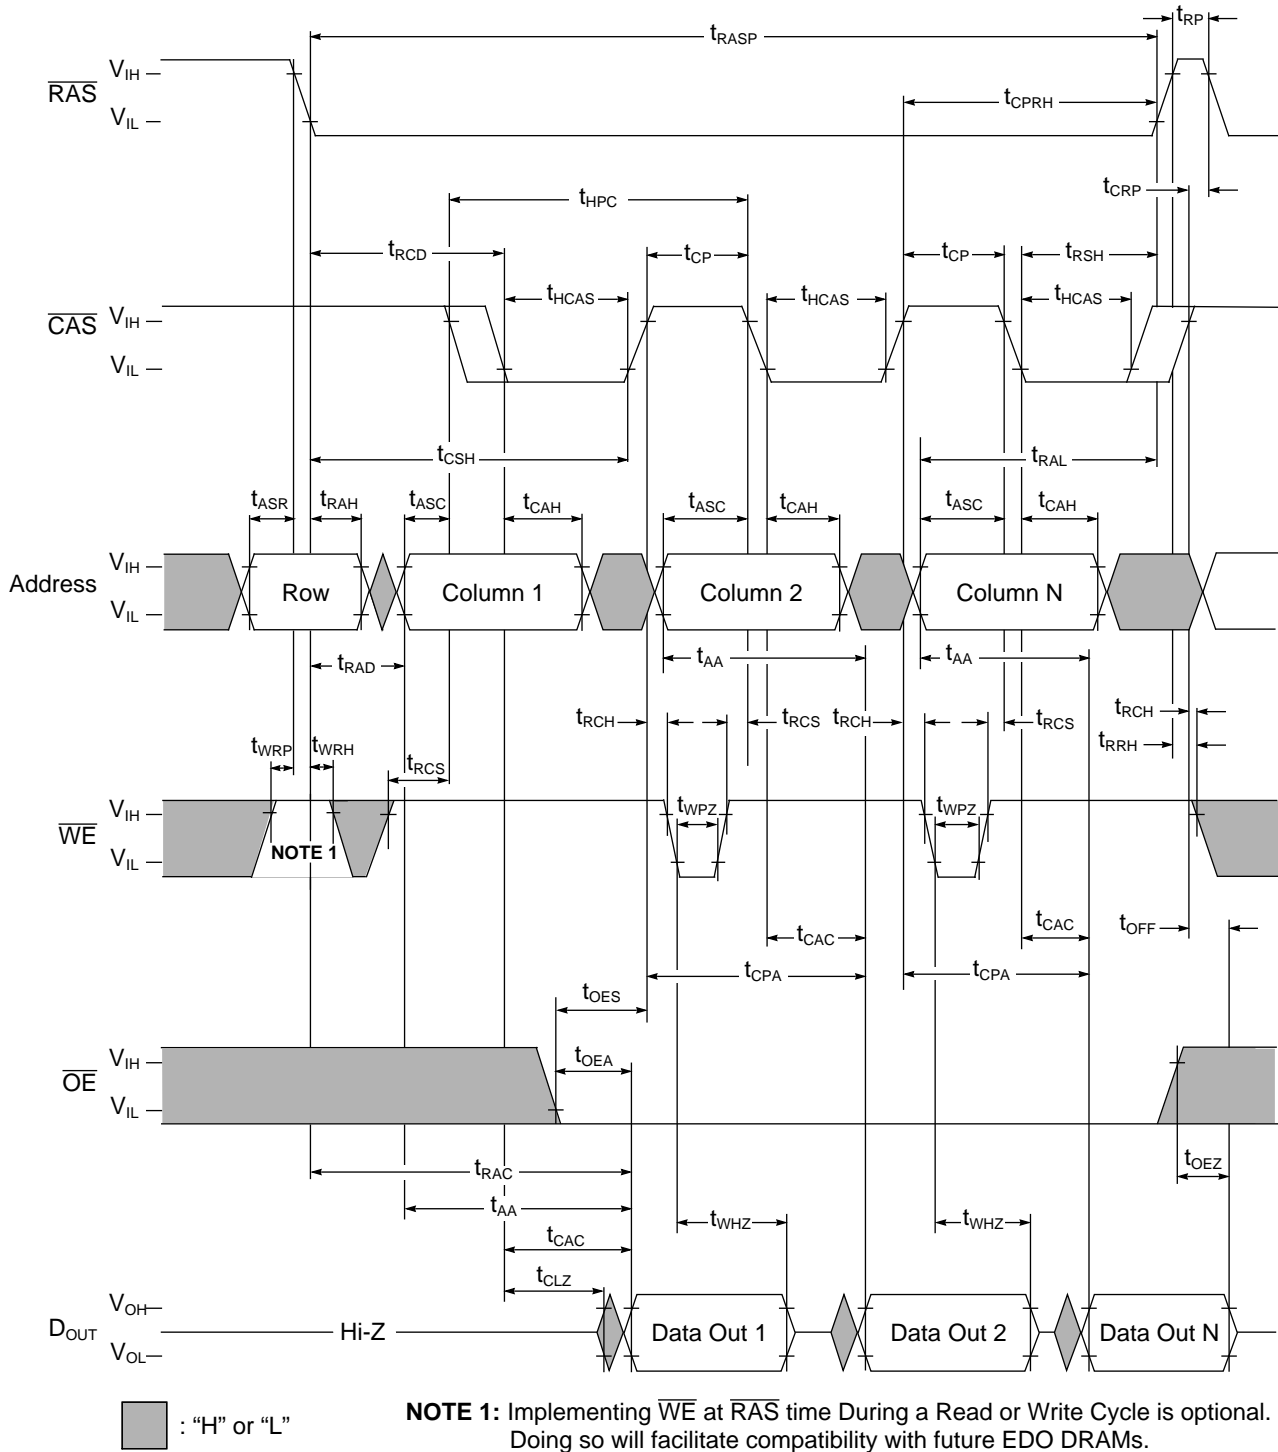 tRP
tRASP
RAS
VIH
VIL
tCPRH
tCRP
tHPC
tRCD
tCP
tCP
tRSH
tHCAS
tHCAS
tHCAS
CAS
VIH
VIL
tCSH
tRAL
tASR
tRAH
tASC
tCAH
tASC
tCAH
tASC
tCAH
Address
VIH
VIL
Row
Column 1
Column 2
Column N
tRAD
tAA
tAA
tRCH
tRCS
tRCH
tRCS
tRCH
tRRH
tWRP
tWRH
tRCS
WE
VIH
VIL
NOTE 1
tWPZ
tWPZ
tCAC
tCAC
tOFF
tCPA
tCPA
tOES
OE
VIH
VIL
tOEA
tRAC
tOEZ
tAA
tWHZ
tWHZ
tCAC
tCLZ
DOUT
VOH
VOL
Hi-Z
Data Out 1
Data Out 2
Data Out N
: “H” or “L”
NOTE 1: Implementing WE at RAS time During a Read or Write Cycle is optional.
Doing so will facilitate compatibility with future EDO DRAMs.